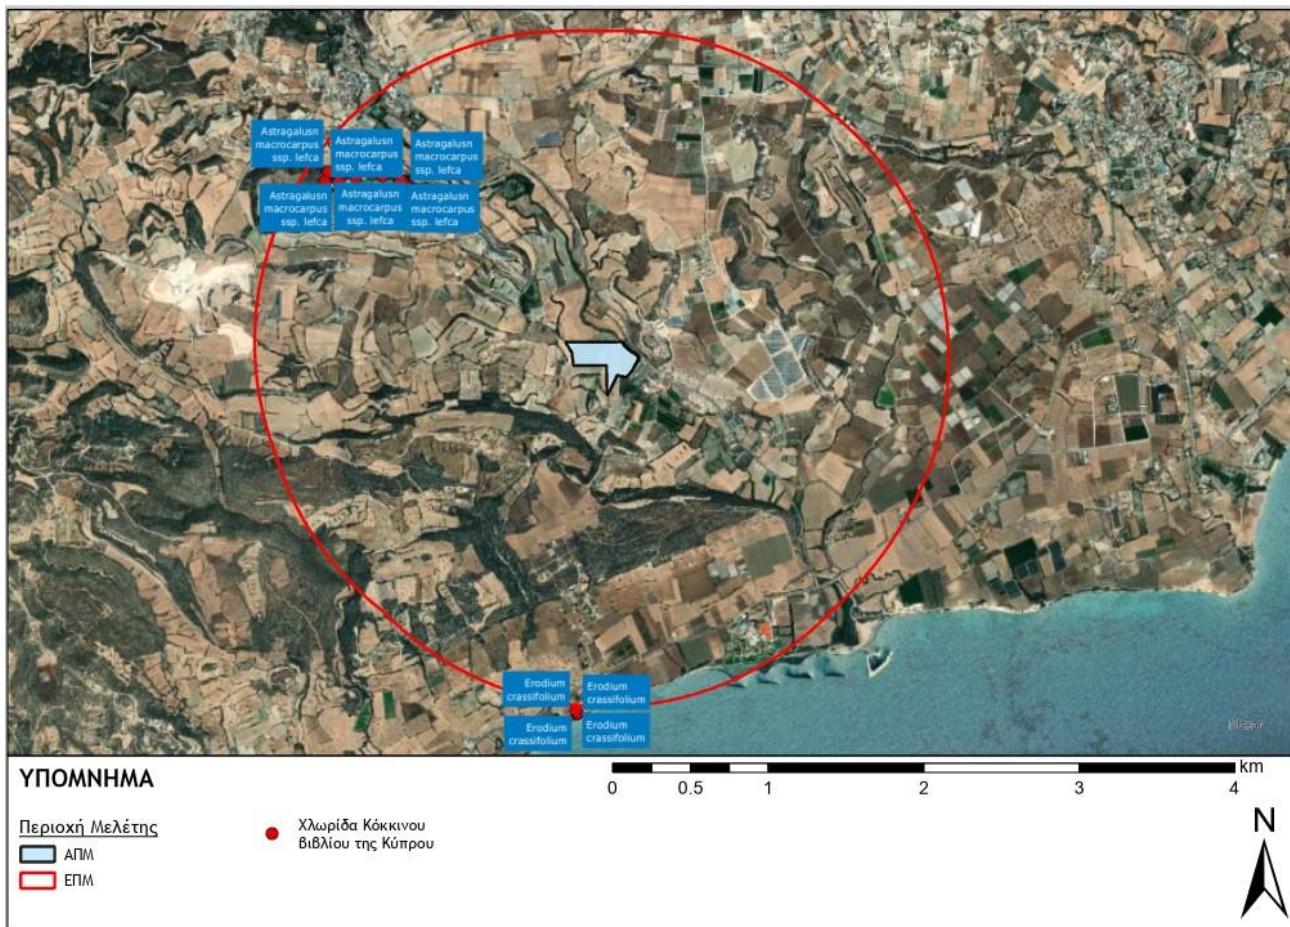 Astragalusn
macrocarpus
ssp. lefca
Astragalusn
macrocarpus
ssp. lefca
Astragalusn
macrocarpus
ssp. lefca
Astragalusn
macrocarpus
ssp. lefca
Astragalusn
macrocarpus
ssp. lefca
Astragalusn
macrocarpus
ssp. lefca
Erodium
crassifolium
Erodium
crassifolium
Erodium
crassifolium
Erodium
crassifolium
ΥΠΟΜΝΗΜΑ
Περιοχή Μελέτης
ΑΠΜ
ΕΠΜ
Χλωρίδα Κόκκινου
βιβλίου της Κύπρου
0 0.5 1 2 3 4 km
N